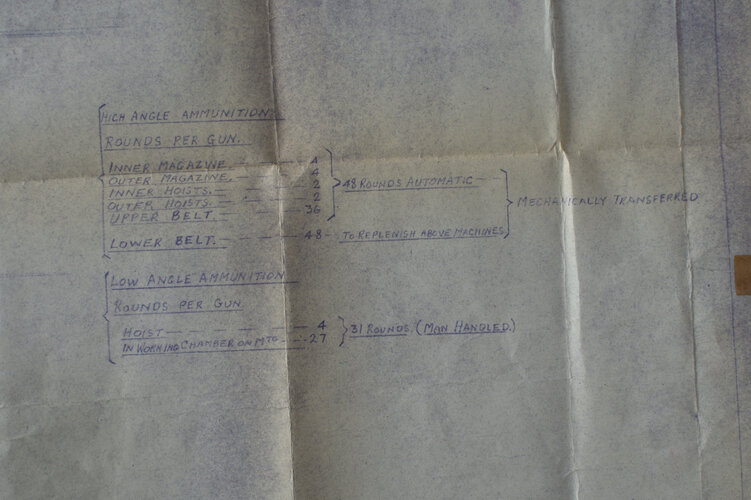 HIGH ANGLE AMMUNITION
ROUNDS PER GUN.
INNER MAGAZINE. - - - 4
OUTER MAGAZINE. - - - 4
INNER HOISTS. - - - 2
OUTER HOISTS. - - - 2
UPPER BELT. - - - 36
48 ROUNDS AUTOMATIC - -
MECHANICALLY TRANSFERRED
LOWER BELT. - - - 48 - - TO REPLENISH ABOVE MACHINES
LOW ANGLE AMMUNITION
ROUNDS PER GUN
HOIST - - - - 4
IN WORKING CHAMBER ON MTG - - - 27
31 ROUNDS. (MAN HANDLED.)